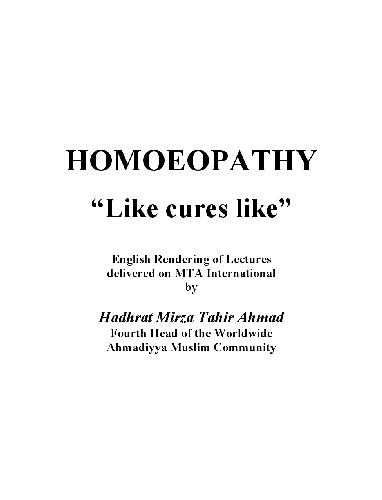 HOMOEOPATHY
“Like cures like”
English Rendering of Lectures
delivered on MTA International
by
Hadhrat Mirza Tahir Ahmad
Fourth Head of the Worldwide
Ahmadiyya Muslim Community